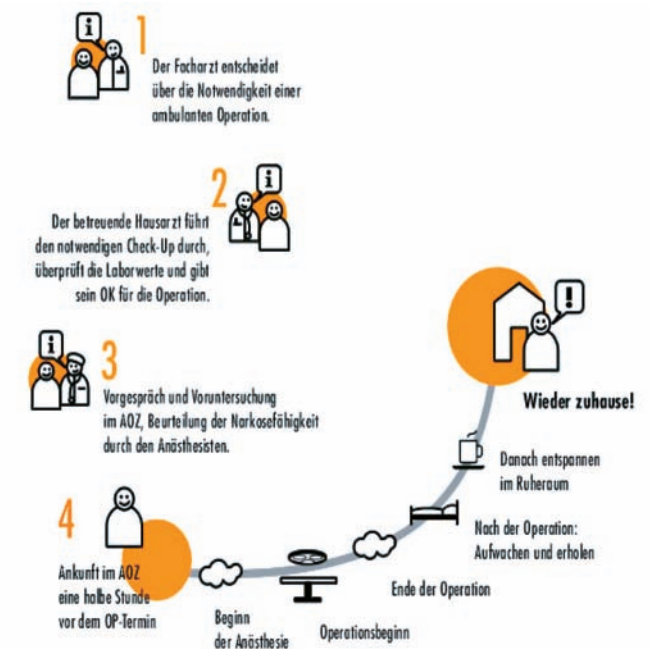 i
1
Der Facharzt entscheidet
über die Notwendigkeit einer
ambulanten Operation.
i
2
Der betreuende Hausarzt führt
den notwendigen Check-Up durch,
überprüft die Laborwerte und gibt
sein OK für die Operation.
i
3
Vorgespräch und Voruntersuchung
im AOZ, Beurteilung der Narkosefähigkeit
durch den Anästhesisten.
4
Ankunft im AOZ
eine halbe Stunde
vor dem OP-Termin
Beginn
der Anästhesie
Operationsbeginn
Ende der Operation
Nach der Operation:
Aufwachen und erholen
Danach entspannen
im Ruheraum
!
Wieder zuhause!